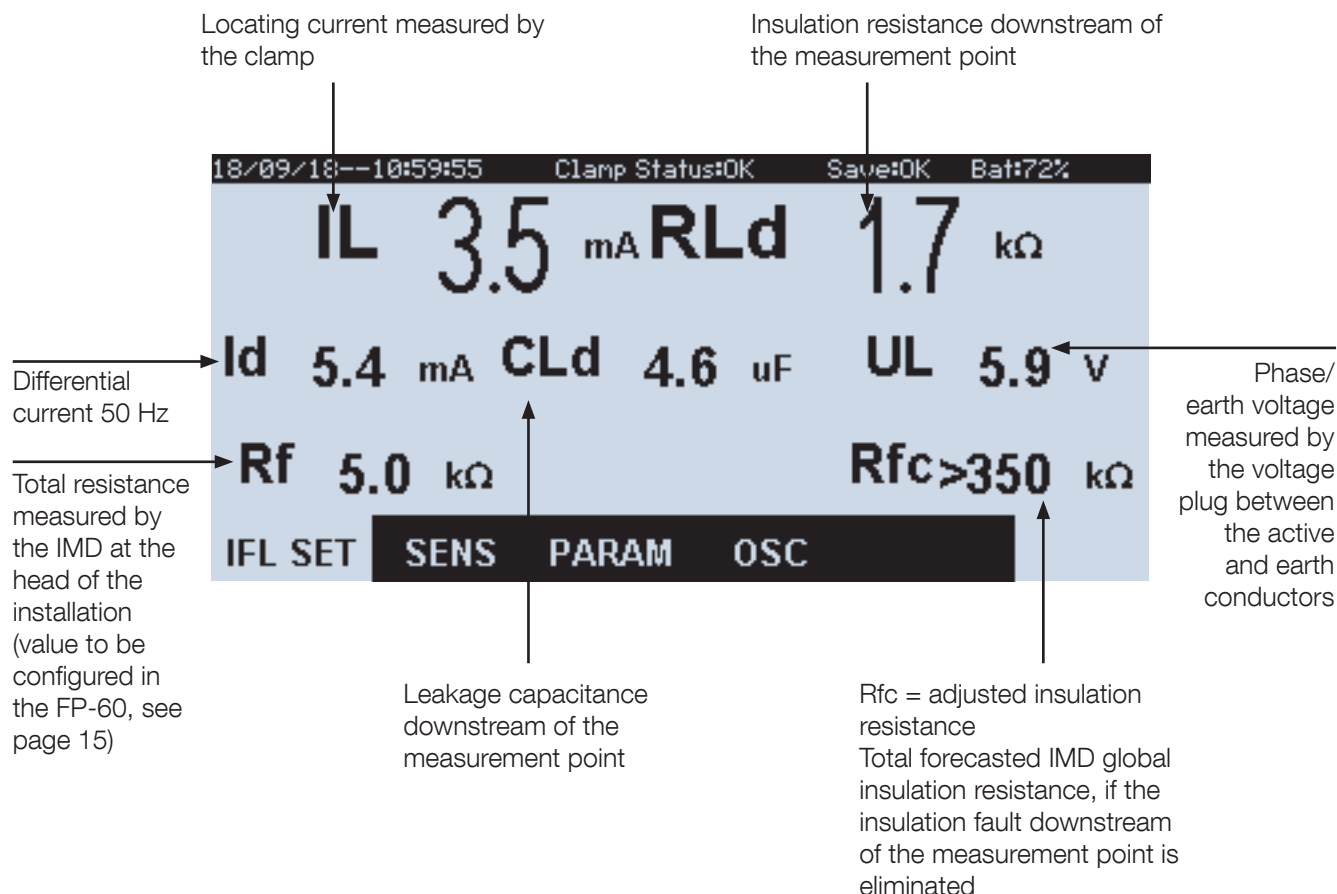 Locating current measured by
the clamp
Insulation resistance downstream of
the measurement point
18/09/18--10:59:55 Clamp Status:OK Save:OK Bat:72%
IL 3.5 mA RLd 1.7 kΩ
Id 5.4 mA CLd 4.6 uF UL 5.9 V
Rf 5.0 kΩ Rfc >350 kΩ
IFL SET SENS PARAM OSC
Differential
current 50 Hz
Total resistance
measured by
the IMD at the
head of the
installation
(value to be
configured in
the FP-60, see
page 15)
Phase/
earth voltage
measured by
the voltage
plug between
the active
and earth
conductors
Leakage capacitance
downstream of the
measurement point
Rfc = adjusted insulation
resistance
Total forecasted IMD global
insulation resistance, if the
insulation fault downstream
of the measurement point is
eliminated